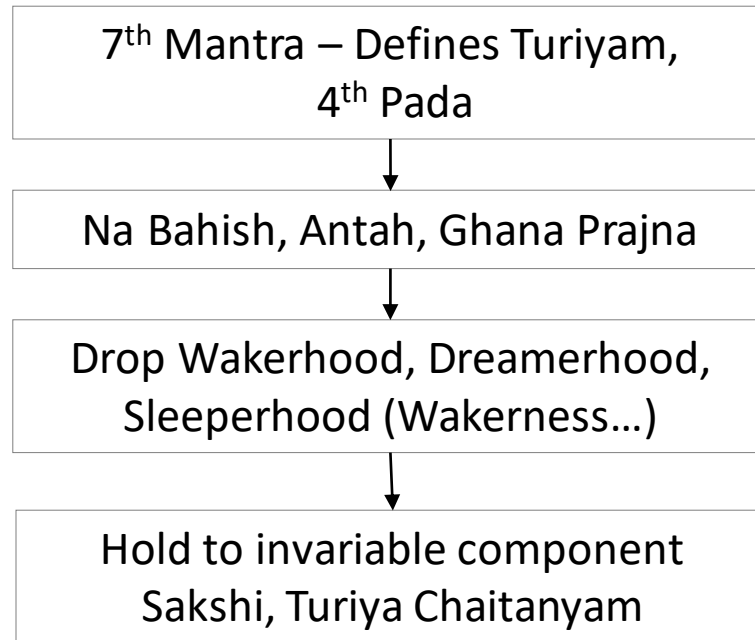 7th Mantra – Defines Turiyam,
4th Pada
Na Bahish, Antah, Ghana Prajna
Drop Wakerhood, Dreamerhood,
Sleeperhood (Wakerness...)
Hold to invariable component
Sakshi, Turiya Chaitanyam